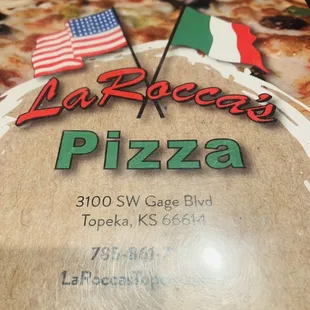 LaRocca's
Pizza
3100 SW Gage Blvd
Topeka, KS 66614